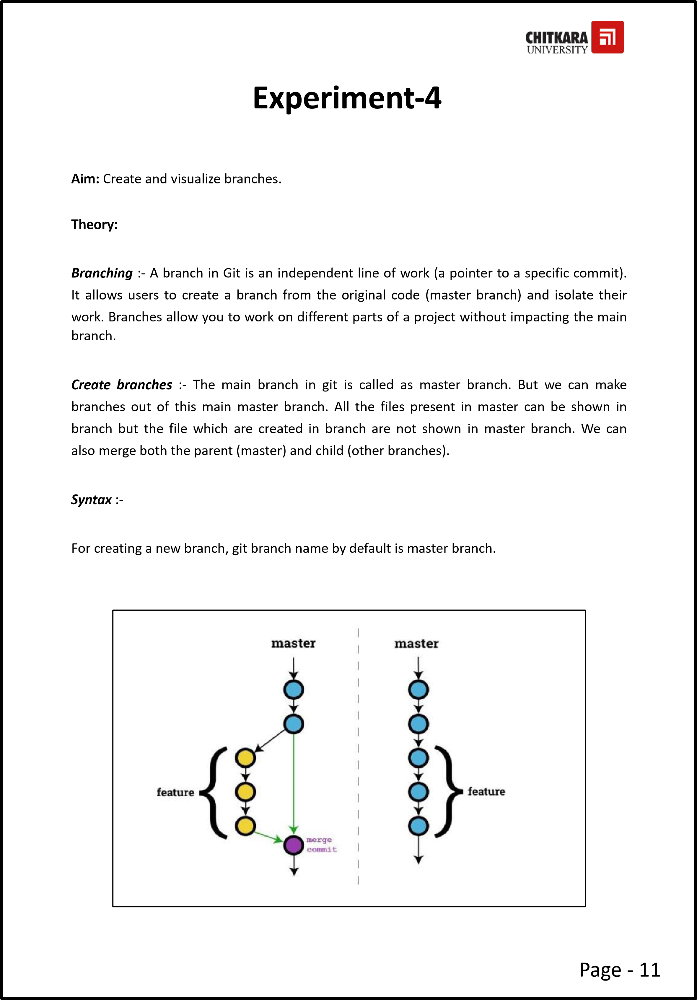 CHITKARA
UNIVERSITY
Experiment-4
Aim: Create and visualize branches.
Theory:
Branching :- A branch in Git is an independent line of work (a pointer to a specific commit).
It allows users to create a branch from the original code (master branch) and isolate their
work. Branches allow you to work on different parts of a project without impacting the main
branch.
Create branches :- The main branch in git is called as master branch. But we can make
branches out of this main master branch. All the files present in master can be shown in
branch but the file which are created in branch are not shown in master branch. We can
also merge both the parent (master) and child (other branches).
Syntax :-
For creating a new branch, git branch name by default is master branch.
master
master
feature
feature
merge
commit
Page - 11